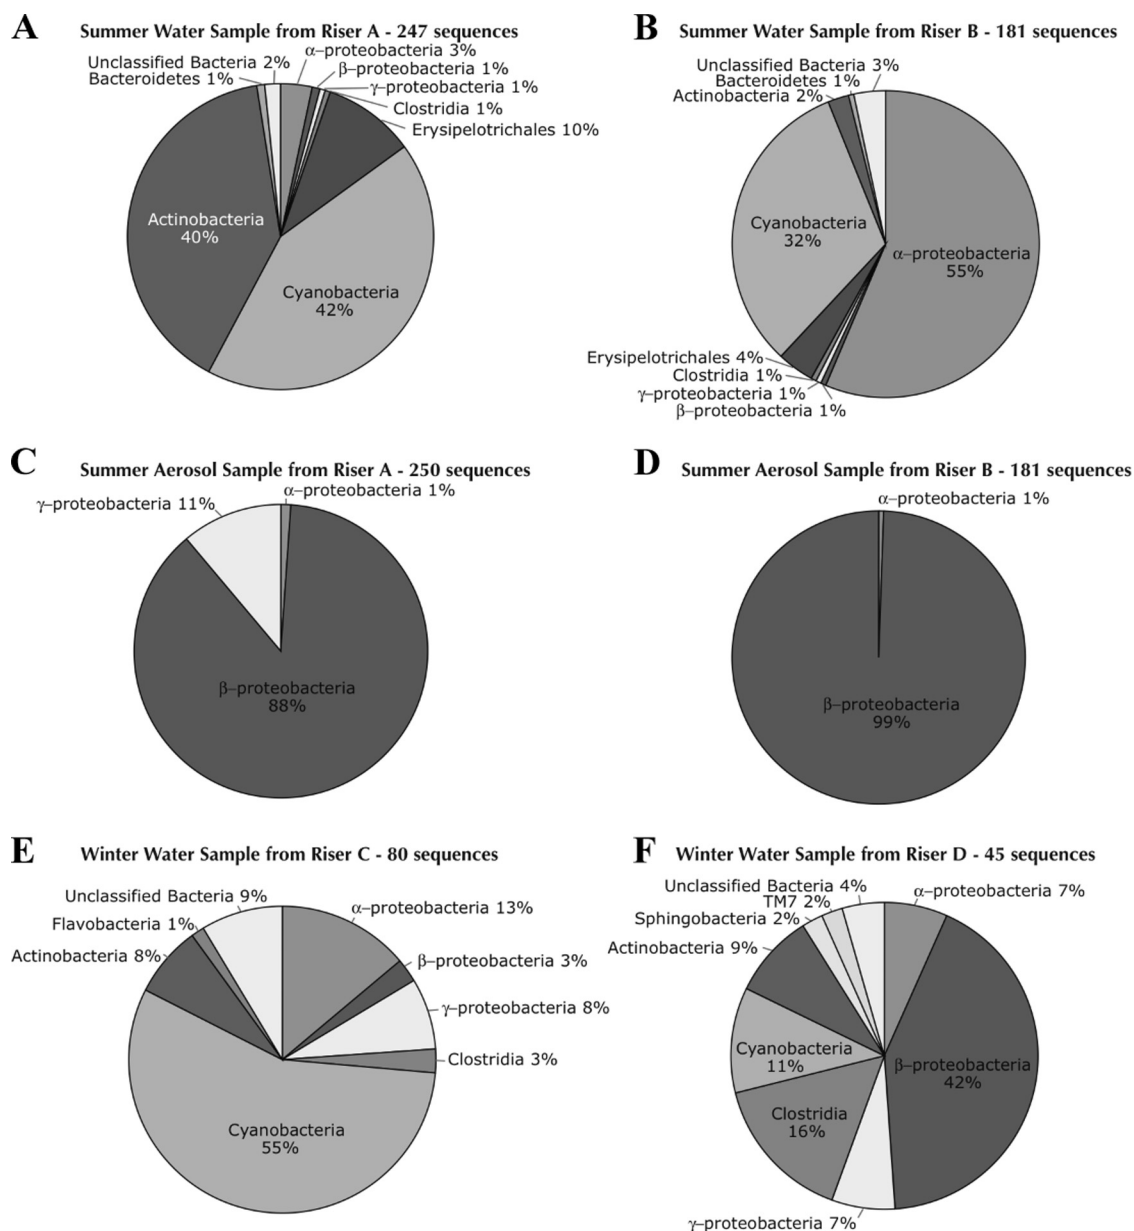 A
Summer Water Sample from Riser A - 247 sequences
α–proteobacteria 3%
Unclassified Bacteria 2%
β–proteobacteria 1%
Bacteroidetes 1%
γ–proteobacteria 1%
Clostridia 1%
Erysipelotrichales 10%
Actinobacteria
40%
Cyanobacteria
42%
B
Summer Water Sample from Riser B - 181 sequences
Unclassified Bacteria 3%
Bacteroidetes 1%
Actinobacteria 2%
Cyanobacteria
32%
α–proteobacteria
55%
Erysipelotrichales 4%
Clostridia 1%
γ–proteobacteria 1%
β–proteobacteria 1%
C
Summer Aerosol Sample from Riser A - 250 sequences
α–proteobacteria 1%
γ–proteobacteria 11%
β–proteobacteria
88%
D
Summer Aerosol Sample from Riser B - 181 sequences
α–proteobacteria 1%
β–proteobacteria
99%
E
Winter Water Sample from Riser C - 80 sequences
Unclassified Bacteria 9%
α–proteobacteria 13%
Flavobacteria 1%
Actinobacteria 8%
β–proteobacteria 3%
γ–proteobacteria 8%
Clostridia 3%
Cyanobacteria
55%
F
Winter Water Sample from Riser D - 45 sequences
Unclassified Bacteria 4%
α–proteobacteria 7%
TM7 2%
Sphingobacteria 2%
Actinobacteria 9%
Cyanobacteria
11%
β–proteobacteria
42%
Clostridia
16%
γ–proteobacteria 7%